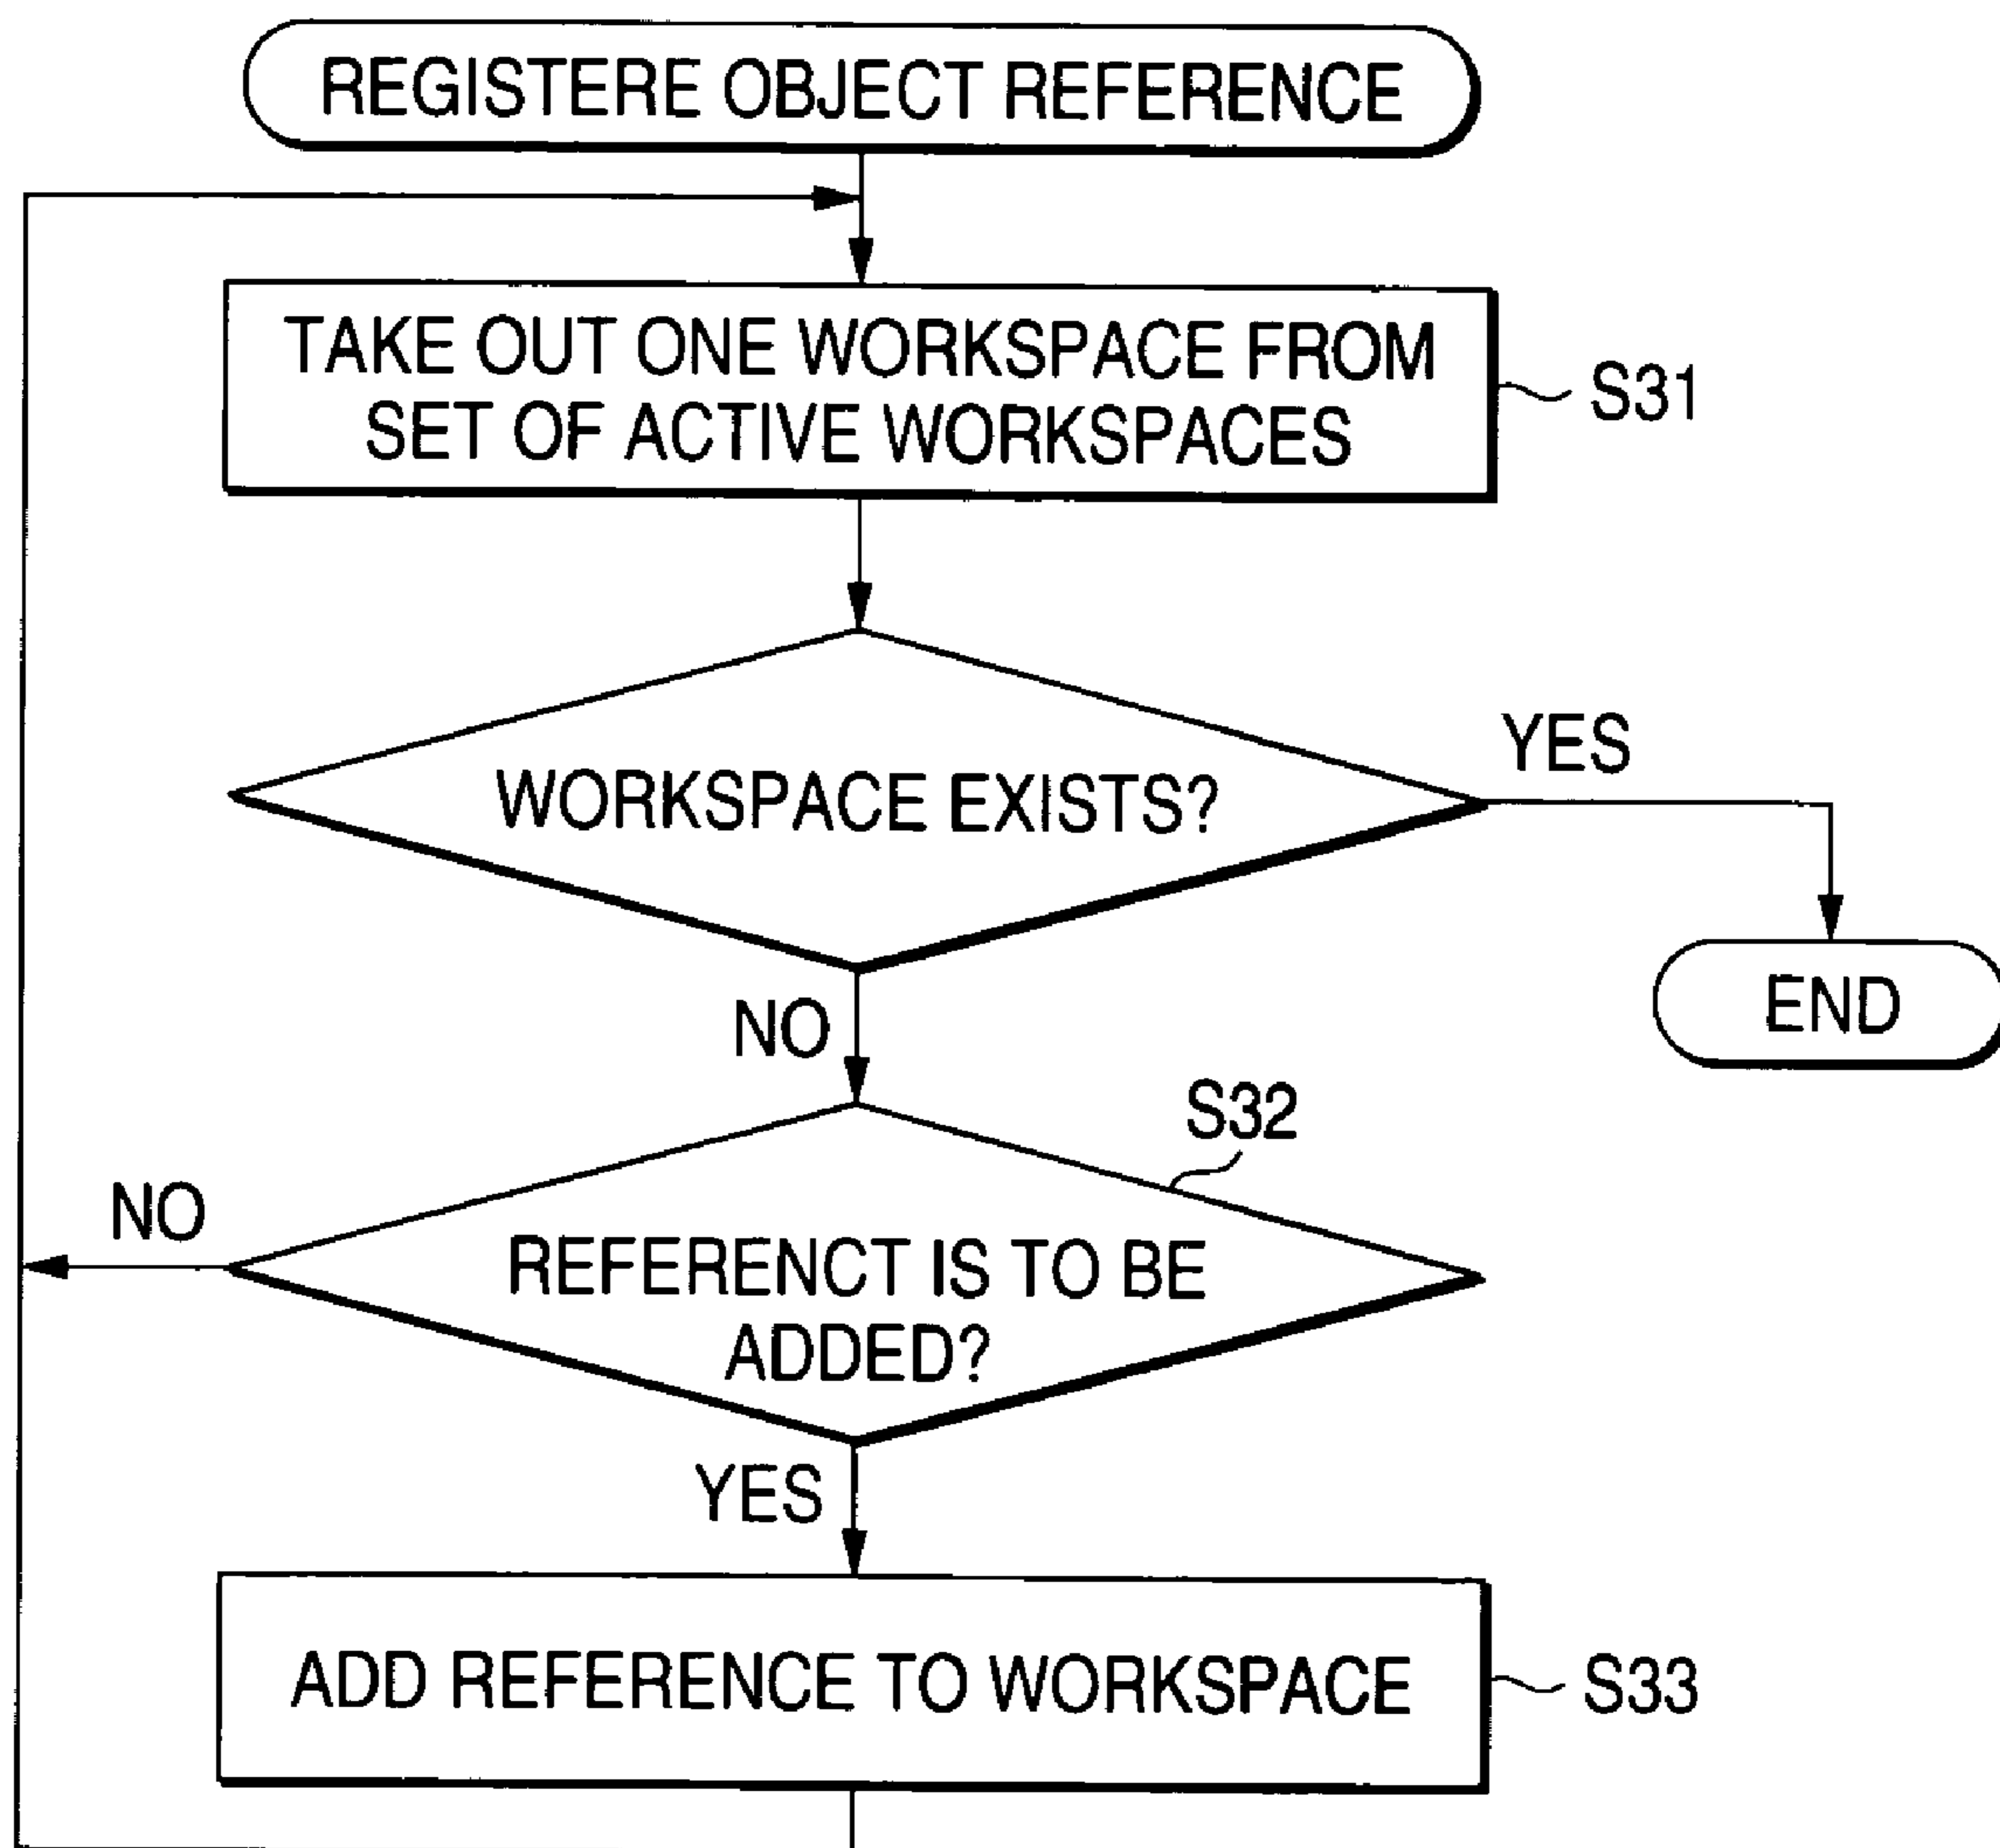 REGISTERE OBJECT REFERENCE
TAKE OUT ONE WORKSPACE FROM
SET OF ACTIVE WORKSPACES
S31
WORKSPACE EXISTS?
YES
END
NO
S32
NO
REFERENCT IS TO BE
ADDED?
YES
ADD REFERENCE TO WORKSPACE
S33